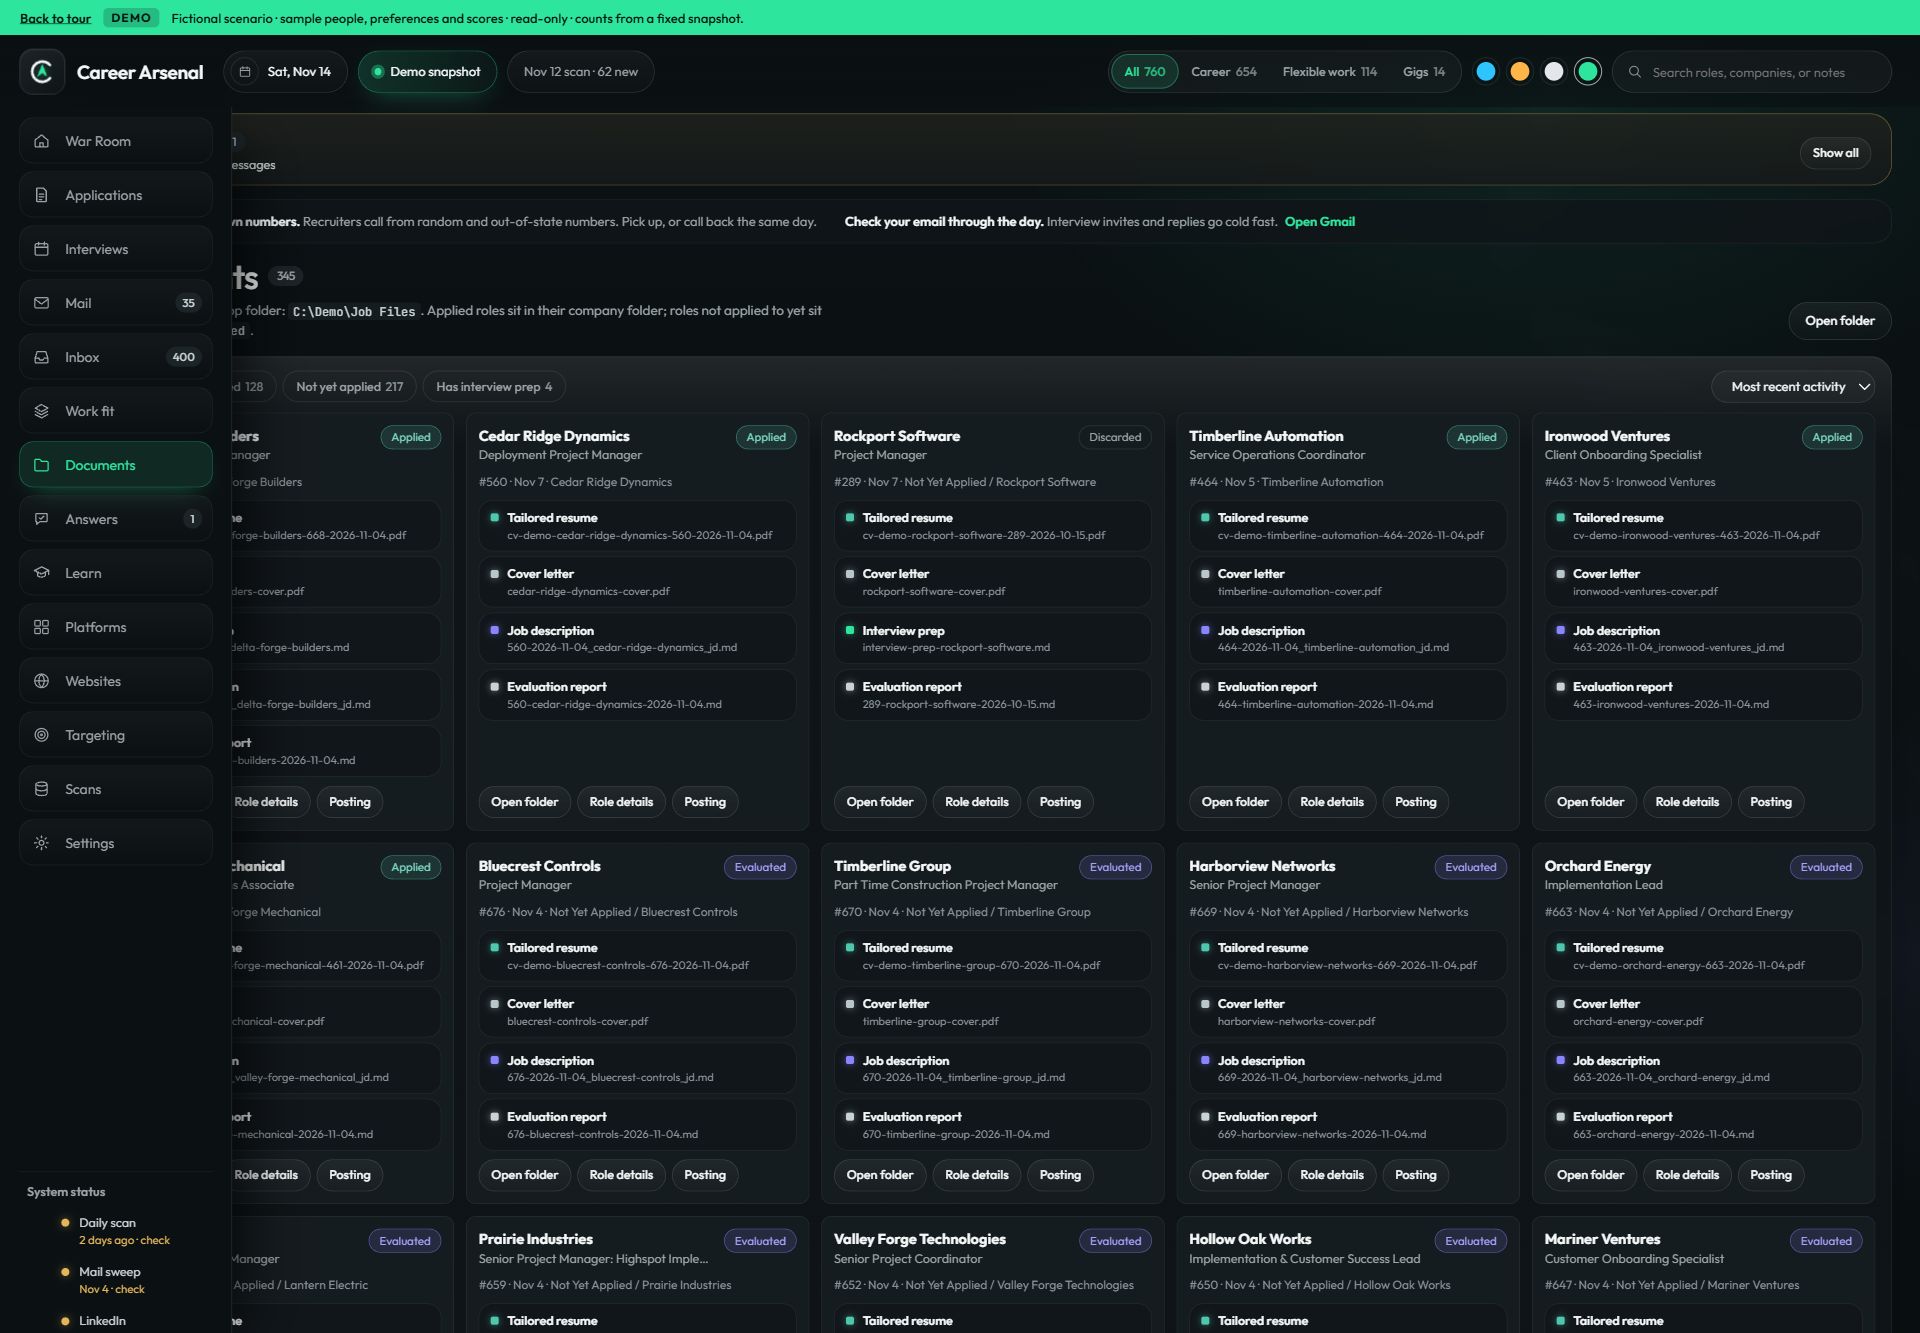 Back to tour DEMO Fictional scenario · sample people, preferences and scores · read-only · counts from a fixed snapshot.
Career Arsenal
Sat, Nov 14
Demo snapshot
Nov 12 scan · 62 new
All 760
Career 654
Flexible work 114
Gigs 14
Search roles, companies, or notes
War Room
Applications
Interviews
Mail 35
Inbox 400
Work fit
Documents
Answers 1
Learn
Platforms
Websites
Targeting
Scans
Settings
System status
Daily scan
2 days ago · check
Mail sweep
Nov 4 · check
LinkedIn
1
essages
Show all
numbers. Recruiters call from random and out-of-state numbers. Pick up, or call back the same day.
Check your email through the day. Interview invites and replies go cold fast. Open Gmail
ts 345
folder: C:\Demo\Job Files . Applied roles sit in their company folder; roles not applied to yet sit
ed .
Open folder
128
Not yet applied 217
Has interview prep 4
Most recent activity
ders
Applied
anager
orge Builders
ne
forge-builders-668-2026-11-04.pdf
ders-cover.pdf
delta-forge-builders.md
n
_delta-forge-builders_jd.md
ort
-builders-2026-11-04.md
Role details
Posting
Cedar Ridge Dynamics
Applied
Deployment Project Manager
#560 · Nov 7 · Cedar Ridge Dynamics
Tailored resume
cv-demo-cedar-ridge-dynamics-560-2026-11-04.pdf
Cover letter
cedar-ridge-dynamics-cover.pdf
Job description
560-2026-11-04_cedar-ridge-dynamics_jd.md
Evaluation report
560-cedar-ridge-dynamics-2026-11-04.md
Open folder
Role details
Posting
Rockport Software
Discarded
Project Manager
#289 · Nov 7 · Not Yet Applied / Rockport Software
Tailored resume
cv-demo-rockport-software-289-2026-10-15.pdf
Cover letter
rockport-software-cover.pdf
Interview prep
interview-prep-rockport-software.md
Evaluation report
289-rockport-software-2026-10-15.md
Open folder
Role details
Posting
Timberline Automation
Applied
Service Operations Coordinator
#464 · Nov 5 · Timberline Automation
Tailored resume
cv-demo-timberline-automation-464-2026-11-04.pdf
Cover letter
timberline-automation-cover.pdf
Job description
464-2026-11-04_timberline-automation_jd.md
Evaluation report
464-timberline-automation-2026-11-04.md
Open folder
Role details
Posting
Ironwood Ventures
Applied
Client Onboarding Specialist
#463 · Nov 5 · Ironwood Ventures
Tailored resume
cv-demo-ironwood-ventures-463-2026-11-04.pdf
Cover letter
ironwood-ventures-cover.pdf
Job description
463-2026-11-04_ironwood-ventures_jd.md
Evaluation report
463-ironwood-ventures-2026-11-04.md
Open folder
Role details
Posting
chanical
Applied
s Associate
orge Mechanical
ne
-forge-mechanical-461-2026-11-04.pdf
chanical-cover.pdf
n
_valley-forge-mechanical_jd.md
ort
-mechanical-2026-11-04.md
Role details
Posting
Bluecrest Controls
Evaluated
Project Manager
#676 · Nov 4 · Not Yet Applied / Bluecrest Controls
Tailored resume
cv-demo-bluecrest-controls-676-2026-11-04.pdf
Cover letter
bluecrest-controls-cover.pdf
Job description
676-2026-11-04_bluecrest-controls_jd.md
Evaluation report
676-bluecrest-controls-2026-11-04.md
Open folder
Role details
Posting
Timberline Group
Evaluated
Part Time Construction Project Manager
#670 · Nov 4 · Not Yet Applied / Timberline Group
Tailored resume
cv-demo-timberline-group-670-2026-11-04.pdf
Cover letter
timberline-group-cover.pdf
Job description
670-2026-11-04_timberline-group_jd.md
Evaluation report
670-timberline-group-2026-11-04.md
Open folder
Role details
Posting
Harborview Networks
Evaluated
Senior Project Manager
#669 · Nov 4 · Not Yet Applied / Harborview Networks
Tailored resume
cv-demo-harborview-networks-669-2026-11-04.pdf
Cover letter
harborview-networks-cover.pdf
Job description
669-2026-11-04_harborview-networks_jd.md
Evaluation report
669-harborview-networks-2026-11-04.md
Open folder
Role details
Posting
Orchard Energy
Evaluated
Implementation Lead
#663 · Nov 4 · Not Yet Applied / Orchard Energy
Tailored resume
cv-demo-orchard-energy-663-2026-11-04.pdf
Cover letter
orchard-energy-cover.pdf
Job description
663-2026-11-04_orchard-energy_jd.md
Evaluation report
663-orchard-energy-2026-11-04.md
Open folder
Role details
Posting
Evaluated
Manager
Applied / Lantern Electric
ne
Prairie Industries
Evaluated
Senior Project Manager: Highspot Imple...
#659 · Nov 4 · Not Yet Applied / Prairie Industries
Tailored resume
Valley Forge Technologies
Evaluated
Senior Project Coordinator
#652 · Nov 4 · Not Yet Applied / Valley Forge Technologies
Tailored resume
Hollow Oak Works
Evaluated
Implementation & Customer Success Lead
#650 · Nov 4 · Not Yet Applied / Hollow Oak Works
Tailored resume
Mariner Ventures
Evaluated
Customer Onboarding Specialist
#647 · Nov 4 · Not Yet Applied / Mariner Ventures
Tailored resume